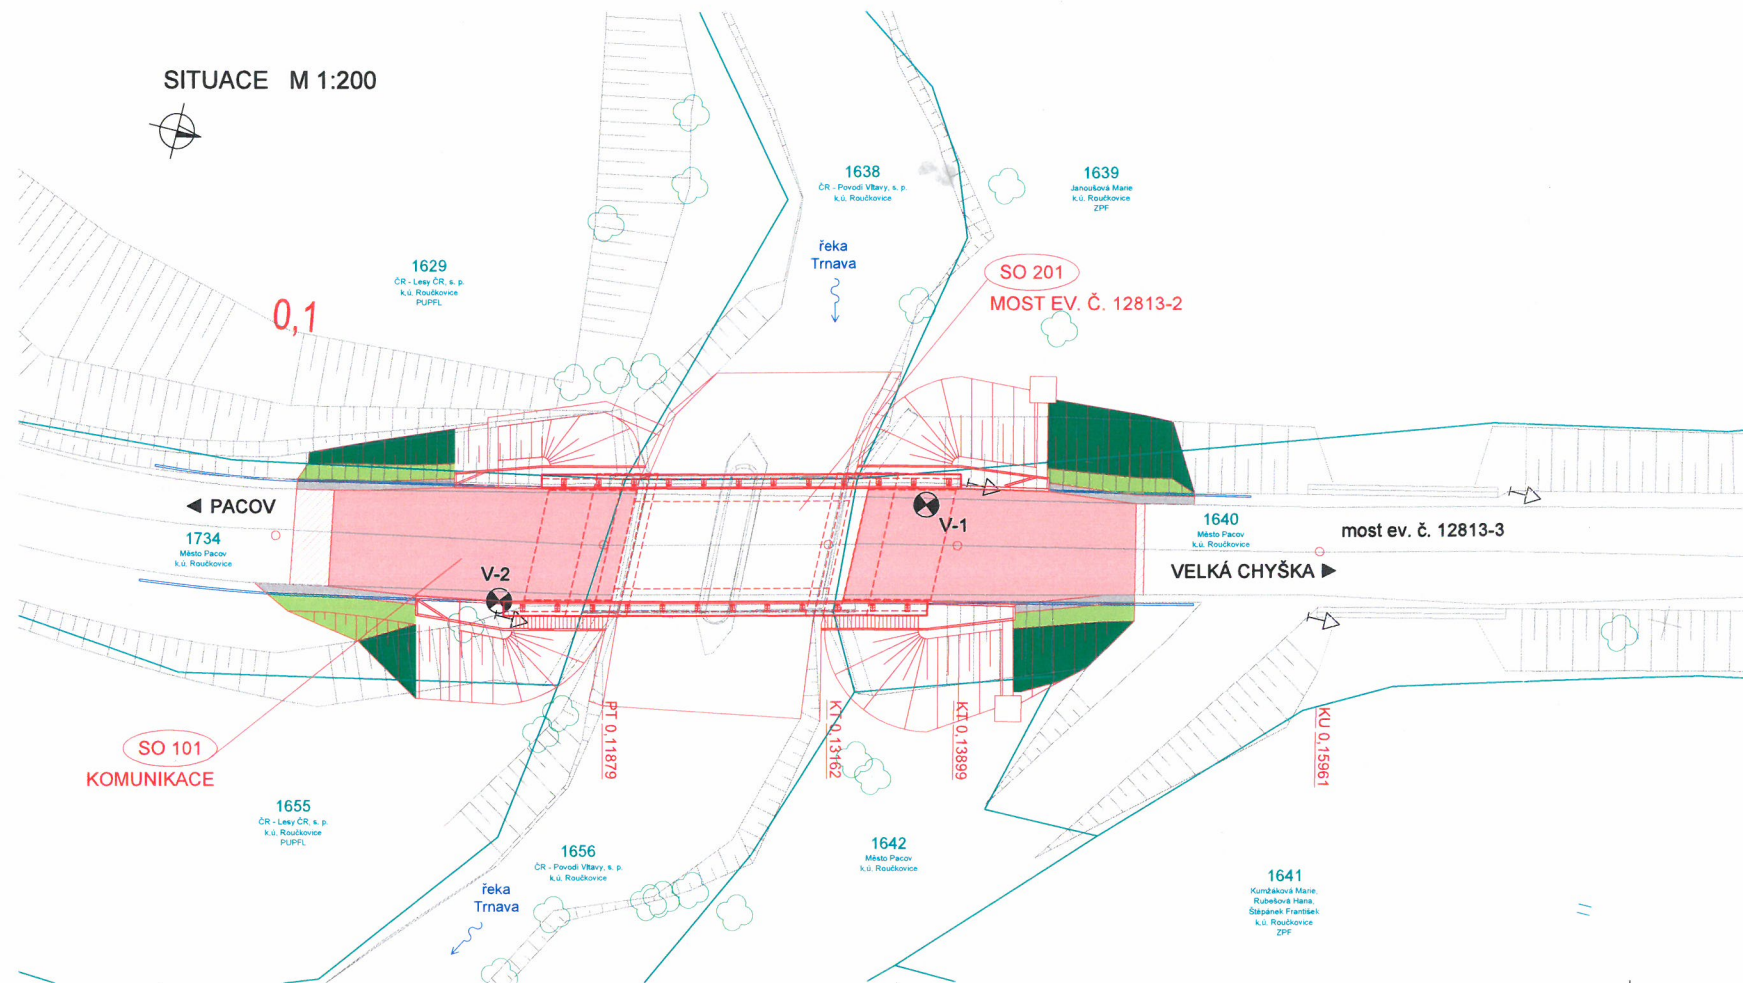 SITUACE M 1:200
1638
ČR - Povodí Vltavy, s. p.
k.ú. Roučkovice
1639
Janoušová Marie
k.ú. Roučkovice
ZPF
řeka
Trnava
1629
ČR - Lesy ČR, s. p.
k.ú. Roučkovice
PUPFL
0,1
SO 201
MOST EV. Č. 12813-2
PACOV
1734
Město Pacov
k.ú. Roučkovice
V-1
V-2
1640
Město Pacov
k.ú. Roučkovice
most ev. č. 12813-3
VELKÁ CHYŠKA
PT 0,11879
KT 0,13162
KT 0,13899
KU 0,15961
SO 101
KOMUNIKACE
1655
ČR - Lesy ČR, s. p.
k.ú. Roučkovice
PUPFL
1656
ČR - Povodí Vltavy, s. p.
k.ú. Roučkovice
řeka
Trnava
1642
Město Pacov
k.ú. Roučkovice
1641
Kumžáková Marie,
Rubešová Hana,
Štěpánek František
k.ú. Roučkovice
ZPF